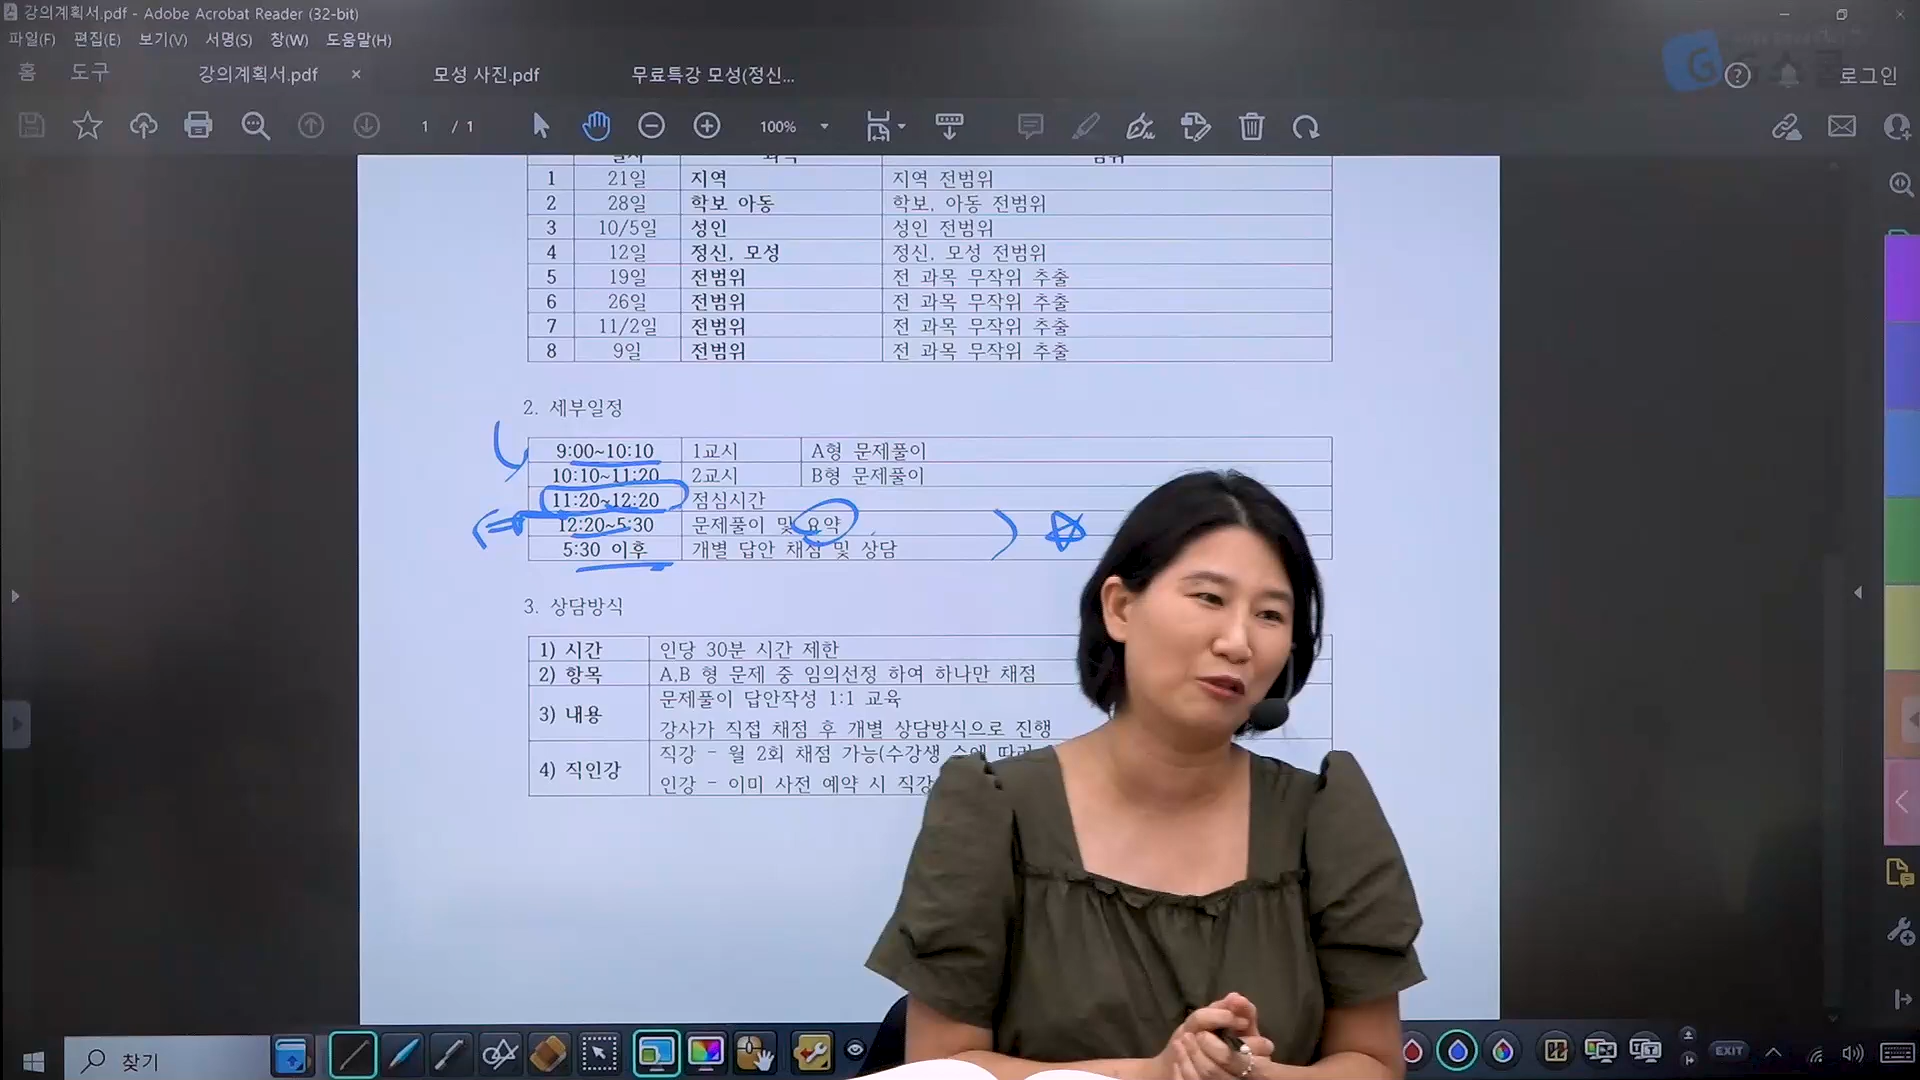 강의계획서.pdf - Adobe Acrobat Reader (32-bit)
파일(F) 편집(E) 보기(V) 서명(S) 창(W) 도움말(H)
홈 도구 강의계획서.pdf × 모성 사진.pdf 무료특강 모성(정신... 로그인
1 / 1 100%
1 21일 지역 지역 전범위
2 28일 학보 아동 학보, 아동 전범위
3 10/5일 성인 성인 전범위
4 12일 정신, 모성 정신, 모성 전범위
5 19일 전범위 전 과목 무작위 추출
6 26일 전범위 전 과목 무작위 추출
7 11/2일 전범위 전 과목 무작위 추출
8 9일 전범위 전 과목 무작위 추출
2. 세부일정
9:00~10:10 1교시 A형 문제풀이
10:10~11:20 2교시 B형 문제풀이
11:20~12:20 점심시간
12:20~5:30 문제풀이 및 요약
5:30 이후 개별 답안 채점 및 상담
3. 상담방식
1) 시간 인당 30분 시간 제한
2) 항목 A,B 형 문제 중 임의선정 하여 하나만 채점
3) 내용 문제풀이 답안작성 1:1 교육
강사가 직접 채점 후 개별 상담방식으로 진행
4) 직인강 직강 - 월 2회 채점 가능(수강생 수에 따라
인강 - 이미 사전 예약 시 직강
찾기
EXIT